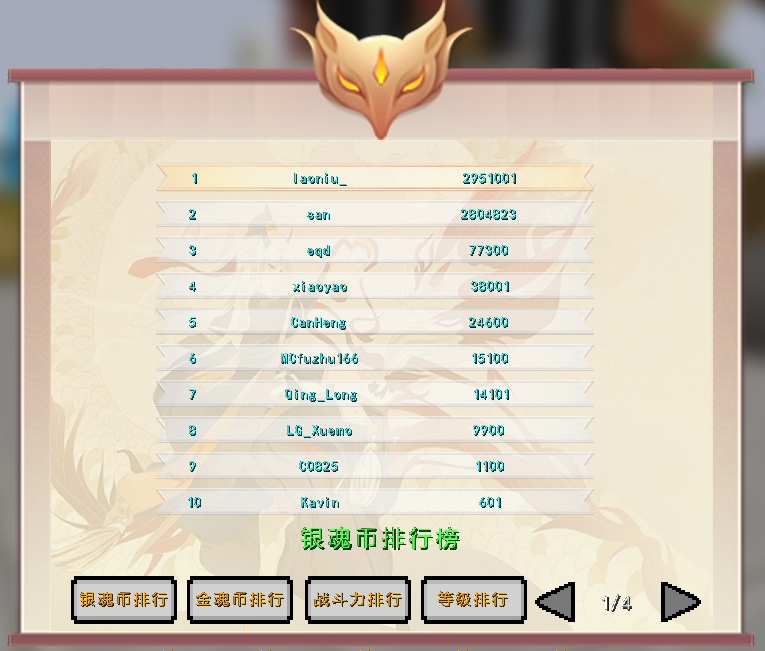 1 laoniu_ 2951001
2 san 2804823
3 eqd 77300
4 xiaoyao 38001
5 CanHeng 24600
6 MCfuzhu166 15100
7 Qing_Long 14101
8 LG_Xuemo 9900
9 C0825 1100
10 Kavin 601
银魂币排行榜
银魂币排行 金魂币排行 战斗力排行 等级排行 1/4